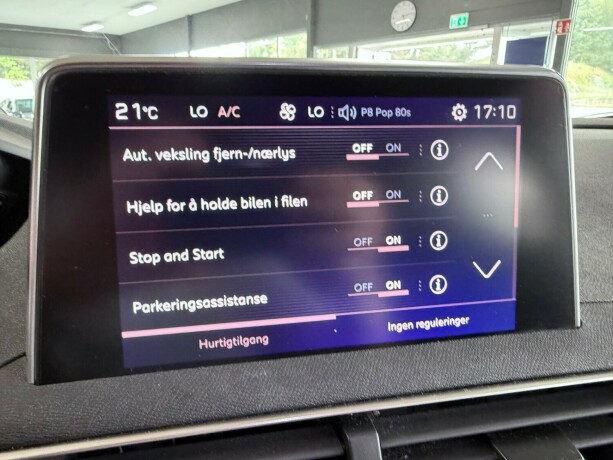 21°C LO A/C LO P8 Pop 80s 17:10
Aut. veksling fjern-/nærlys OFF ON
Hjelp for å holde bilen i filen OFF ON
Stop and Start OFF ON
Parkeringsassistanse OFF ON
Hurtigtilgang Ingen reguleringer